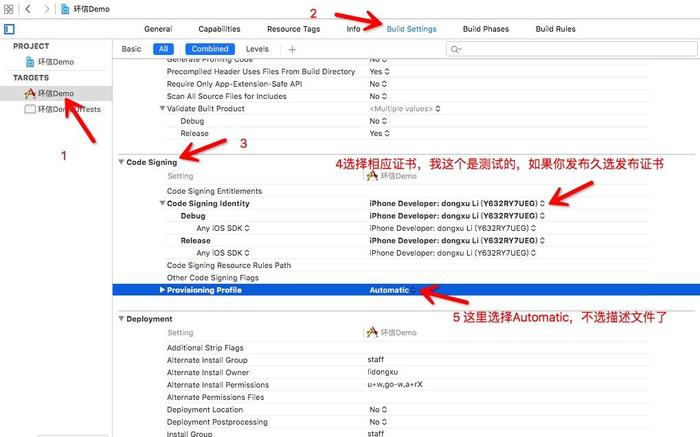 环信Demo
2
General Capabilities Resource Tags Info Build Settings Build Phases Build Rules
PROJECT
Basic All Combined Levels +
环信Demo
Generate Profiling Code No
TARGETS
Precompiled Header Uses Files From Build Directory Yes
环信Demo
Require Only App-Extension-Safe API No
环信DemoUITests
Scan All Source Files for Includes No
Validate Built Product <Multiple values>
Debug No
Release Yes
1
3
Code Signing
4选择相应证书，我这个是测试的，如果你发布久选发布证书
Setting 环信Demo
Code Signing Entitlements
Code Signing Identity iPhone Developer: dongxu Li (Y632RY7UEG)
Debug iPhone Developer: dongxu Li (Y632RY7UEG)
Any iOS SDK iPhone Developer: dongxu Li (Y632RY7UEG)
Release iPhone Developer: dongxu Li (Y632RY7UEG)
Any iOS SDK iPhone Developer: dongxu Li (Y632RY7UEG)
Code Signing Resource Rules Path
Other Code Signing Flags
Provisioning Profile Automatic
5 这里选择Automatic，不选描述文件了
Deployment
Setting 环信Demo
Additional Strip Flags
Alternate Install Group staff
Alternate Install Owner lidongxu
Alternate Install Permissions u+w,go-w,a+rX
Alternate Permissions Files
Deployment Location No
Deployment Postprocessing No
Install Group staff